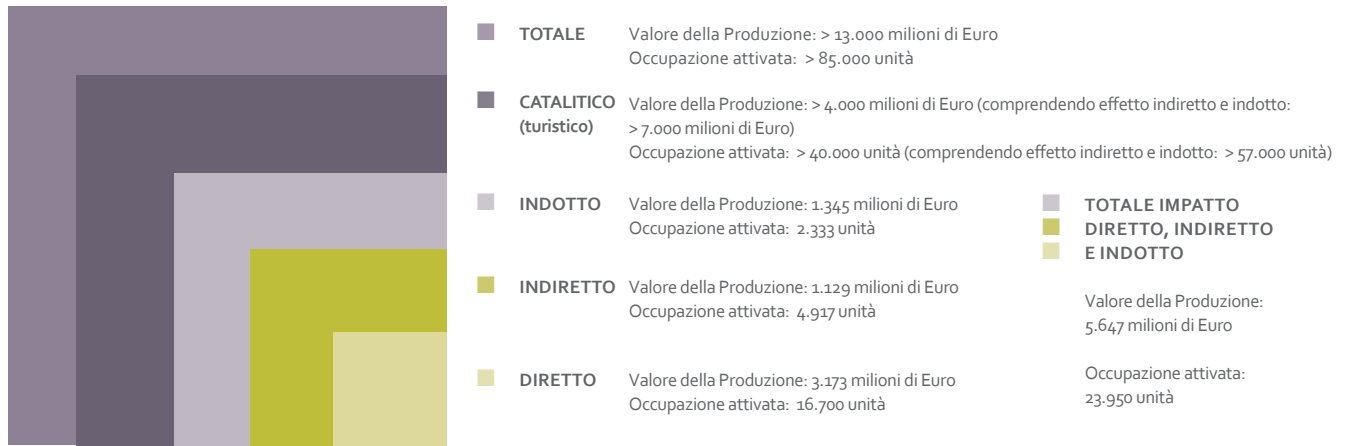 TOTALE Valore della Produzione: > 13.000 milioni di Euro
Occupazione attivata: > 85.000 unità
CATALITICO Valore della Produzione: > 4.000 milioni di Euro (comprendendo effetto indiretto e indotto:
(turistico) > 7.000 milioni di Euro)
Occupazione attivata: > 40.000 unità (comprendendo effetto indiretto e indotto: > 57.000 unità)
INDOTTO Valore della Produzione: 1.345 milioni di Euro
Occupazione attivata: 2.333 unità
INDIRETTO Valore della Produzione: 1.129 milioni di Euro
Occupazione attivata: 4.917 unità
DIRETTO Valore della Produzione: 3.173 milioni di Euro
Occupazione attivata: 16.700 unità
TOTALE IMPATTO
DIRETTO, INDIRETTO
E INDOTTO
Valore della Produzione:
5.647 milioni di Euro
Occupazione attivata:
23.950 unità